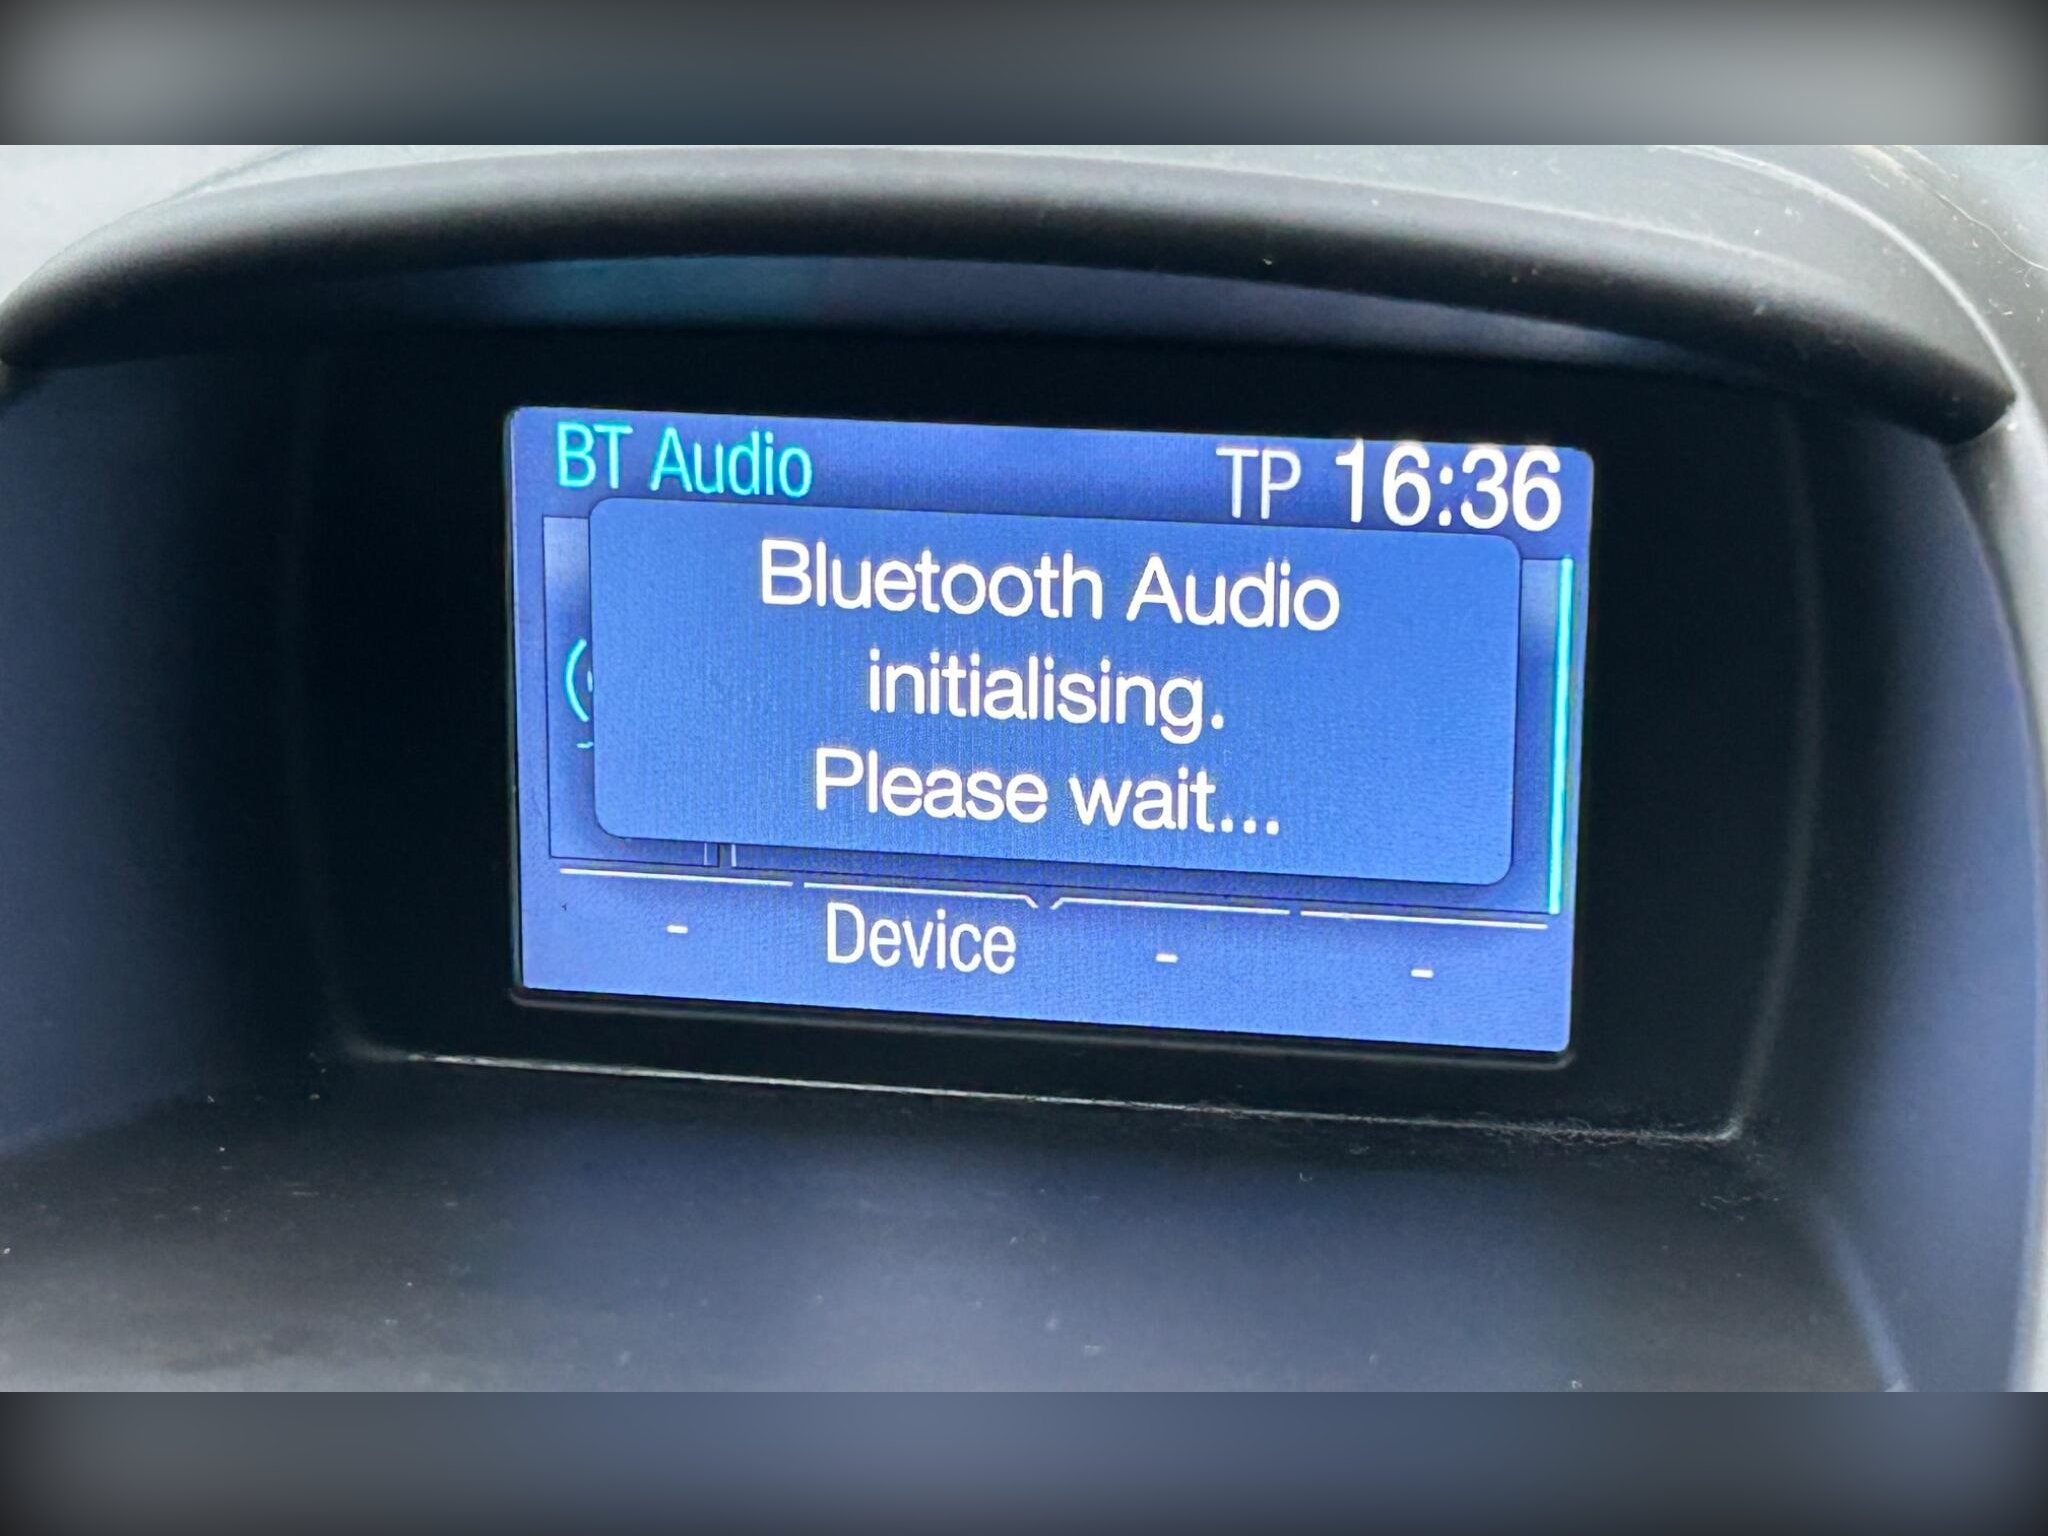 BT Audio TP 16:36
Bluetooth Audio
initialising.
Please wait...
- Device - -